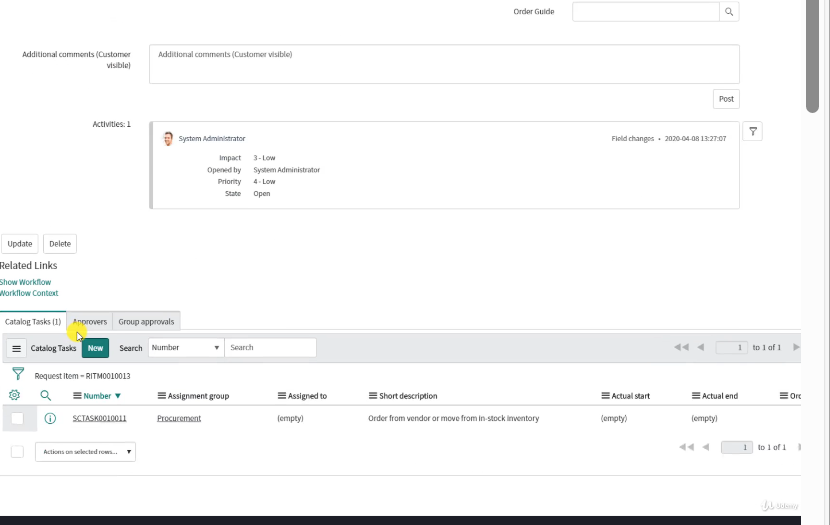 Order Guide
Additional comments (Customer visible)
Additional comments (Customer visible)
Post
Activities: 1
System Administrator
Field changes • 2020-04-08 13:27:07
Impact 3 - Low
Opened by System Administrator
Priority 4 - Low
State Open
Update Delete
Related Links
Show Workflow
Workflow Context
Catalog Tasks (1) Approvers Group approvals
Catalog Tasks New Search Number Search 1 to 1 of 1
Request item = RITM0010013
Number Assignment group Assigned to Short description Actual start Actual end
SCTASK0010011 Procurement (empty) Order from vendor or move from in-stock inventory (empty) (empty)
Actions on selected rows... 1 to 1 of 1
Udemy